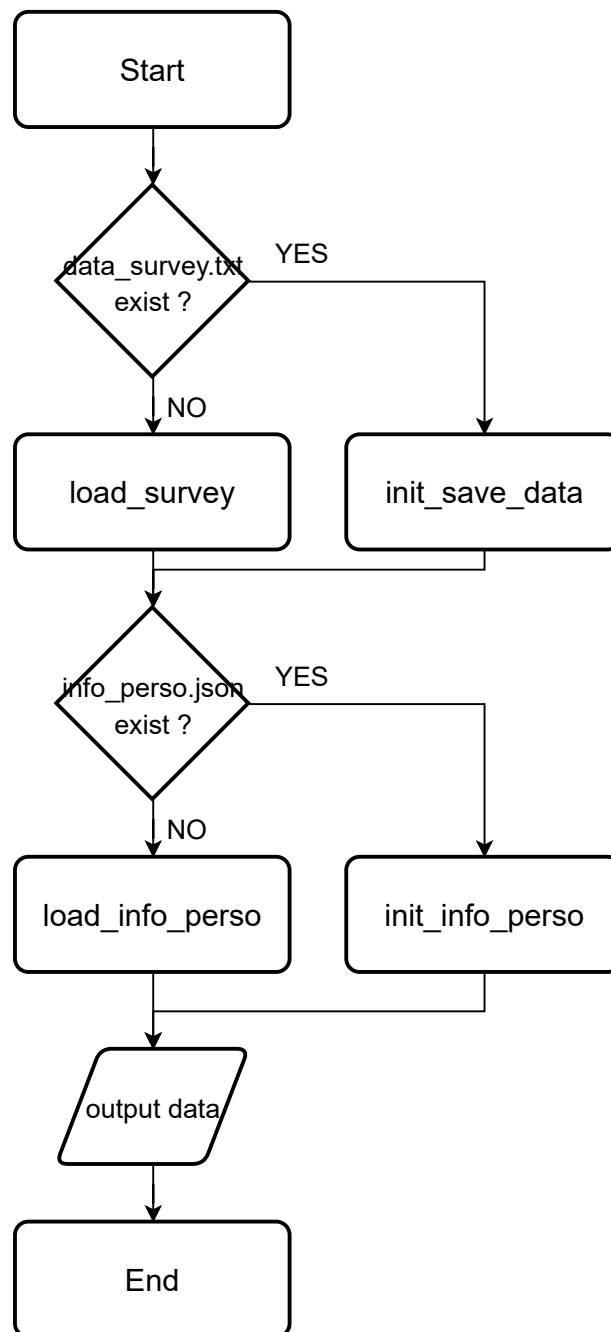 Start
data_survey.txt
exist ?
YES
NO
load_survey
init_save_data
info_perso.json
exist ?
YES
NO
load_info_perso
init_info_perso
output data
End